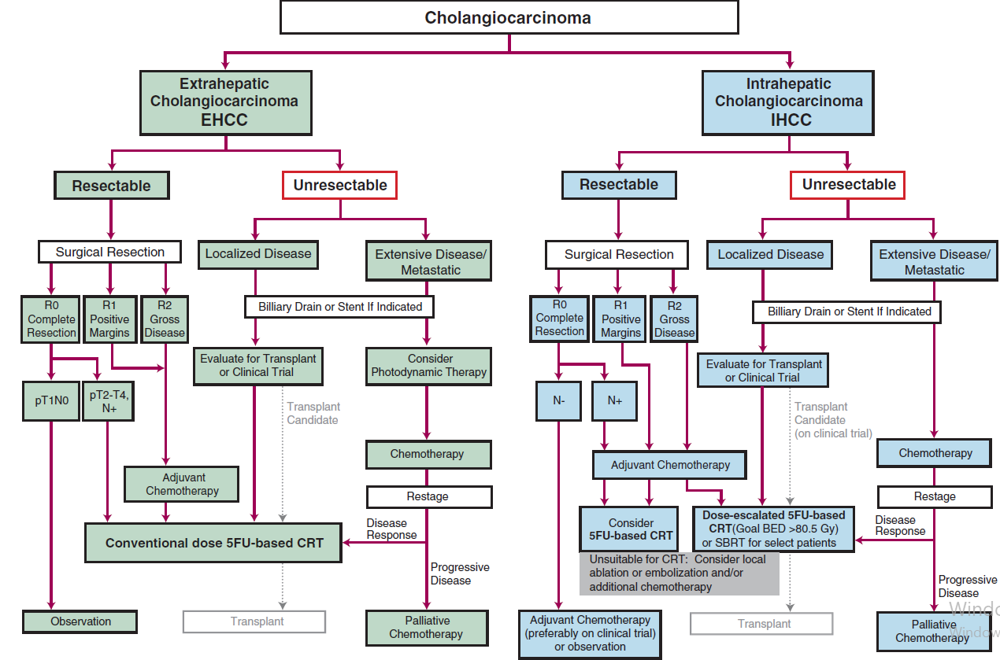 Cholangiocarcinoma
Extrahepatic
Cholangiocarcinoma
EHCC
Intrahepatic
Cholangiocarcinoma
IHCC
Resectable
Unresectable
Resectable
Unresectable
Surgical Resection
Localized Disease
Extensive Disease/
Metastatic
Surgical Resection
Localized Disease
Extensive Disease/
Metastatic
R0
Complete
Resection
R1
Positive
Margins
R2
Gross
Disease
Billiary Drain or Stent If Indicated
R0
Complete
Resection
R1
Positive
Margins
R2
Gross
Disease
Billiary Drain or Stent If Indicated
Evaluate for Transplant
or Clinical Trial
Consider
Photodynamic Therapy
Evaluate for Transplant
or Clinical Trial
pT1N0
pT2-T4,
N+
Transplant
Candidate
N-
N+
Transplant
Candidate
(on clinical trial)
Chemotherapy
Adjuvant Chemotherapy
Chemotherapy
Adjuvant
Chemotherapy
Restage
Restage
Conventional dose 5FU-based CRT
Disease
Response
Consider
5FU-based CRT
Dose-escalated 5FU-based
CRT(Goal BED >80.5 Gy)
or SBRT for select patients
Disease
Response
Unsuitable for CRT: Consider local
ablation or embolization and/or
additional chemotherapy
Progressive
Disease
Progressive
Disease
Observation
Transplant
Palliative
Chemotherapy
Adjuvant Chemotherapy
(preferably on clinical trial)
or observation
Transplant
Palliative
Chemotherapy